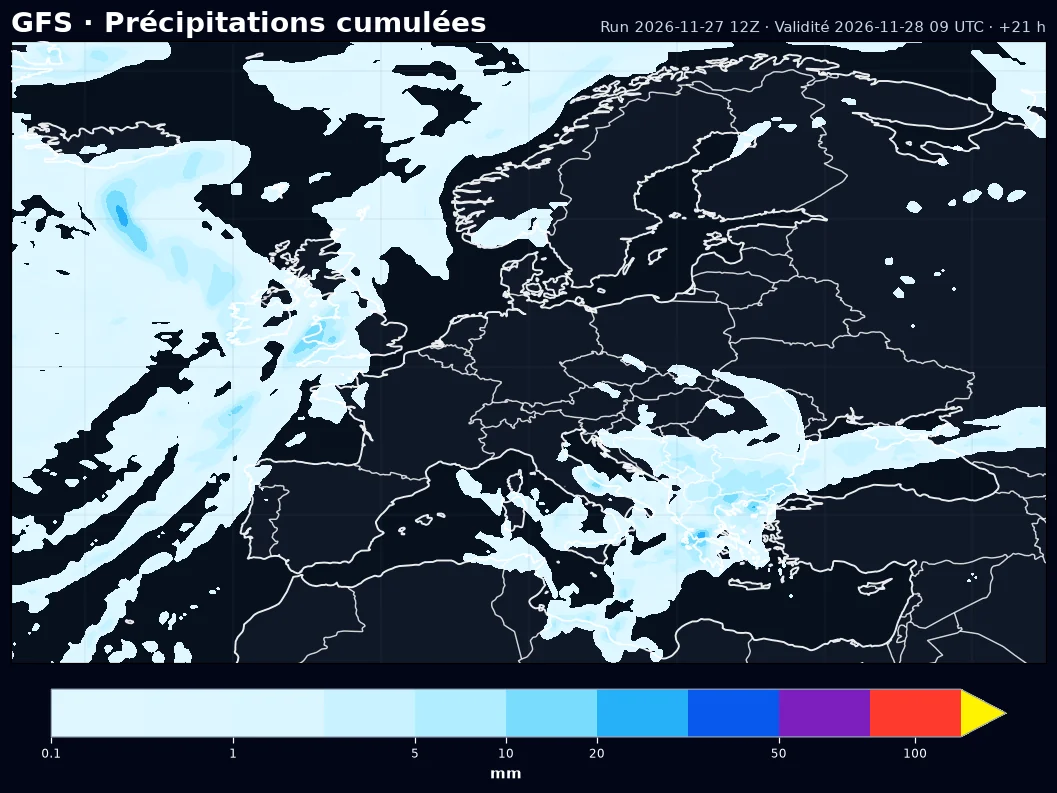 GFS · Précipitations cumulées
Run 2026-11-27 12Z · Validité 2026-11-28 09 UTC · +21 h
0.1 1 5 10 20 50 100
mm